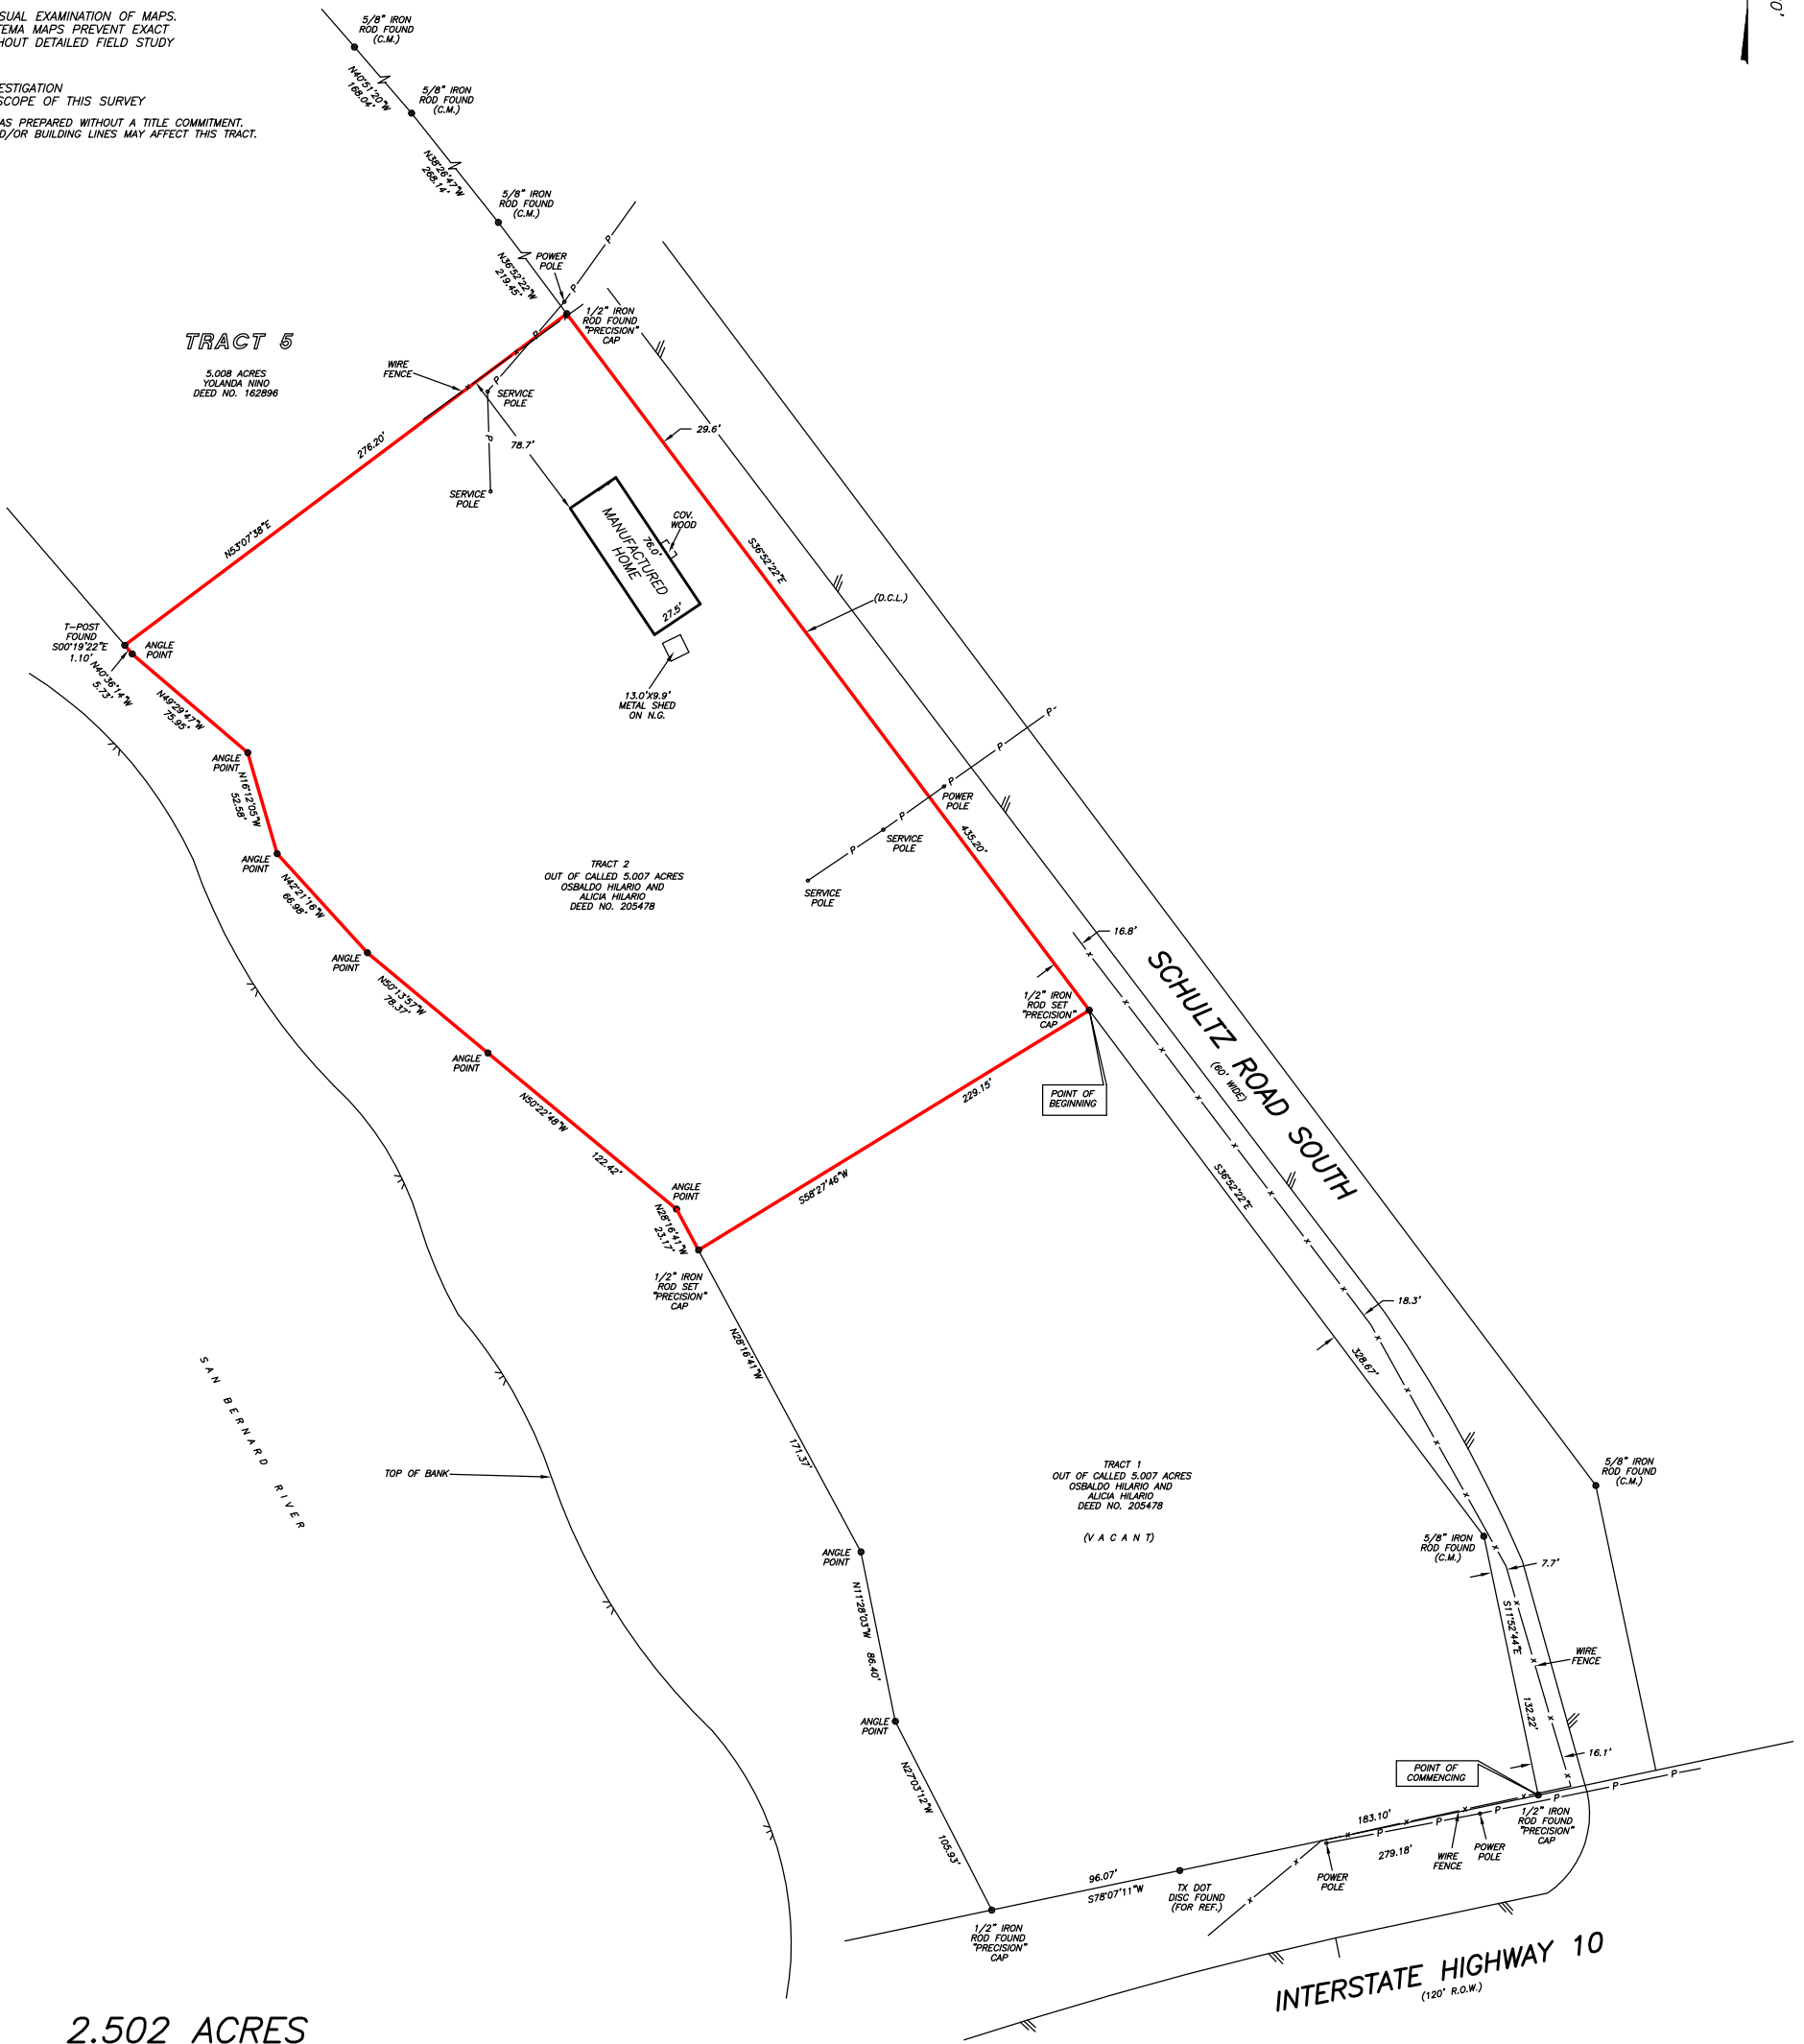 SUAL EXAMINATION OF MAPS.
EMA MAPS PREVENT EXACT
HOUT DETAILED FIELD STUDY
ESTIGATION
SCOPE OF THIS SURVEY
AS PREPARED WITHOUT A TITLE COMMITMENT.
D/OR BUILDING LINES MAY AFFECT THIS TRACT.
5/8" IRON
ROD FOUND
(C.M.)
N40°51'20"W
168.04'
5/8" IRON
ROD FOUND
(C.M.)
N38°26'47"W
268.14'
5/8" IRON
ROD FOUND
(C.M.)
N36°52'22"W
219.45'
POWER
POLE
P
P
1/2" IRON
ROD FOUND
"PRECISION"
CAP
TRACT 5
5.008 ACRES
YOLANDA NINO
DEED NO. 162896
WIRE
FENCE
P
P
SERVICE
POLE
P
SERVICE
POLE
78.7'
29.6'
276.20'
N53°07'38"E
MANUFACTURED
HOME
76.0'
27.5'
COV.
WOOD
S36°52'22"E
(D.C.L.)
13.0'X9.9'
METAL SHED
ON N.G.
T-POST
FOUND
S00°19'22"E
1.10'
ANGLE
POINT
N40°36'14"W
5.73'
N49°29'47"W
75.95'
ANGLE
POINT
N16°12'05"W
52.58'
ANGLE
POINT
N42°21'16"W
66.98'
ANGLE
POINT
N50°13'57"W
78.37'
ANGLE
POINT
N50°22'48"W
122.42'
ANGLE
POINT
N28°16'41"W
23.17'
1/2" IRON
ROD SET
"PRECISION"
CAP
TRACT 2
OUT OF CALLED 5.007 ACRES
OSBALDO HILARIO AND
ALICIA HILARIO
DEED NO. 205478
P
P
P
POWER
POLE
P
SERVICE
POLE
P
SERVICE
POLE
435.20'
16.8'
1/2" IRON
ROD SET
"PRECISION"
CAP
POINT OF
BEGINNING
229.15'
S58°27'46"W
SCHULTZ ROAD SOUTH
(60' WIDE)
S36°52'22"E
328.67'
18.3'
N28°16'41"W
171.37'
SAN BERNARD RIVER
TOP OF BANK
TRACT 1
OUT OF CALLED 5.007 ACRES
OSBALDO HILARIO AND
ALICIA HILARIO
DEED NO. 205478
(VACANT)
5/8" IRON
ROD FOUND
(C.M.)
5/8" IRON
ROD FOUND
(C.M.)
7.7'
S11°52'44"E
132.22'
WIRE
FENCE
16.1'
ANGLE
POINT
N11°28'03"W
86.40'
ANGLE
POINT
N27°03'12"W
105.93'
POINT OF
COMMENCING
1/2" IRON
ROD FOUND
"PRECISION"
CAP
P
P
P
P
P
P
183.10'
279.18'
POWER
POLE
WIRE
FENCE
POWER
POLE
96.07'
S78°07'11"W
TX DOT
DISC FOUND
(FOR REF.)
1/2" IRON
ROD FOUND
"PRECISION"
CAP
INTERSTATE HIGHWAY 10
(120' R.O.W.)
2.502 ACRES